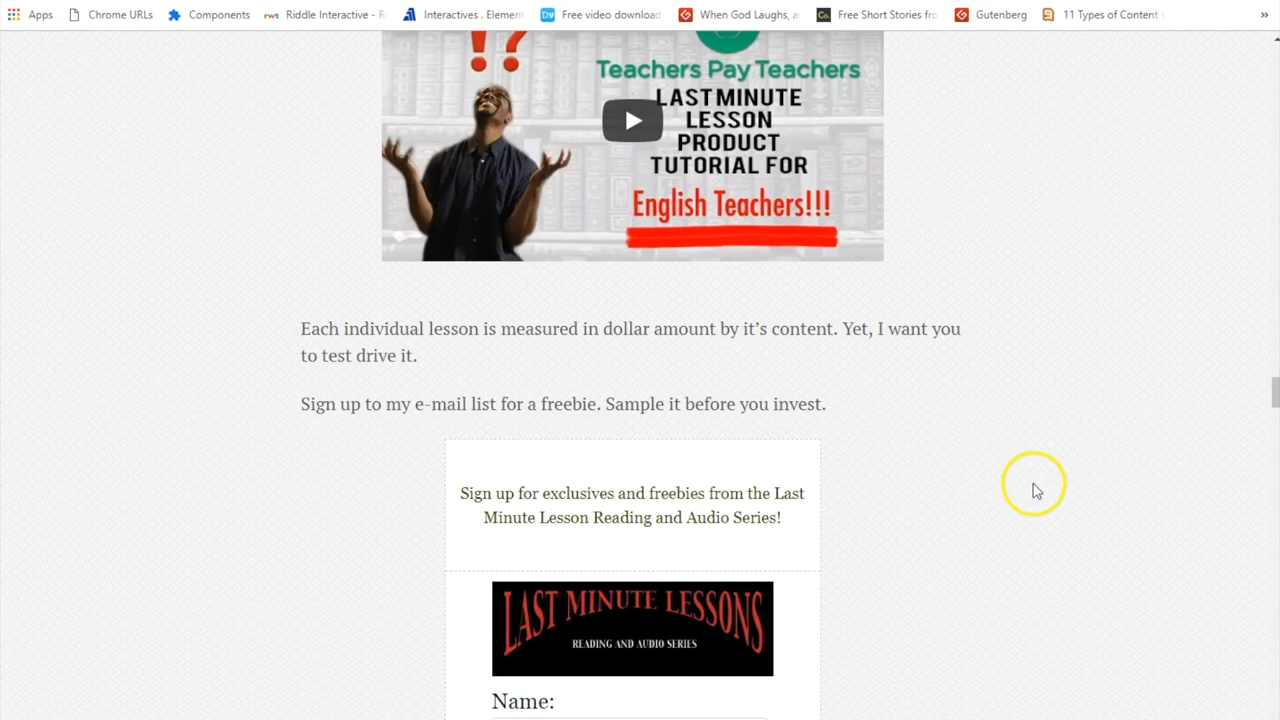 Apps
Chrome URLs
Components
Riddle Interactive - R
Interactives . Element
Free video download
When God Laughs, a
Free Short Stories fro
Gutenberg
11 Types of Content
»
!?
Teachers Pay Teachers
LAST MINUTE
LESSON
PRODUCT
TUTORIAL FOR
English Teachers!!!
Each individual lesson is measured in dollar amount by it's content. Yet, I want you
to test drive it.
Sign up to my e-mail list for a freebie. Sample it before you invest.
Sign up for exclusives and freebies from the Last
Minute Lesson Reading and Audio Series!
LAST MINUTE LESSONS
READING AND AUDIO SERIES
Name: